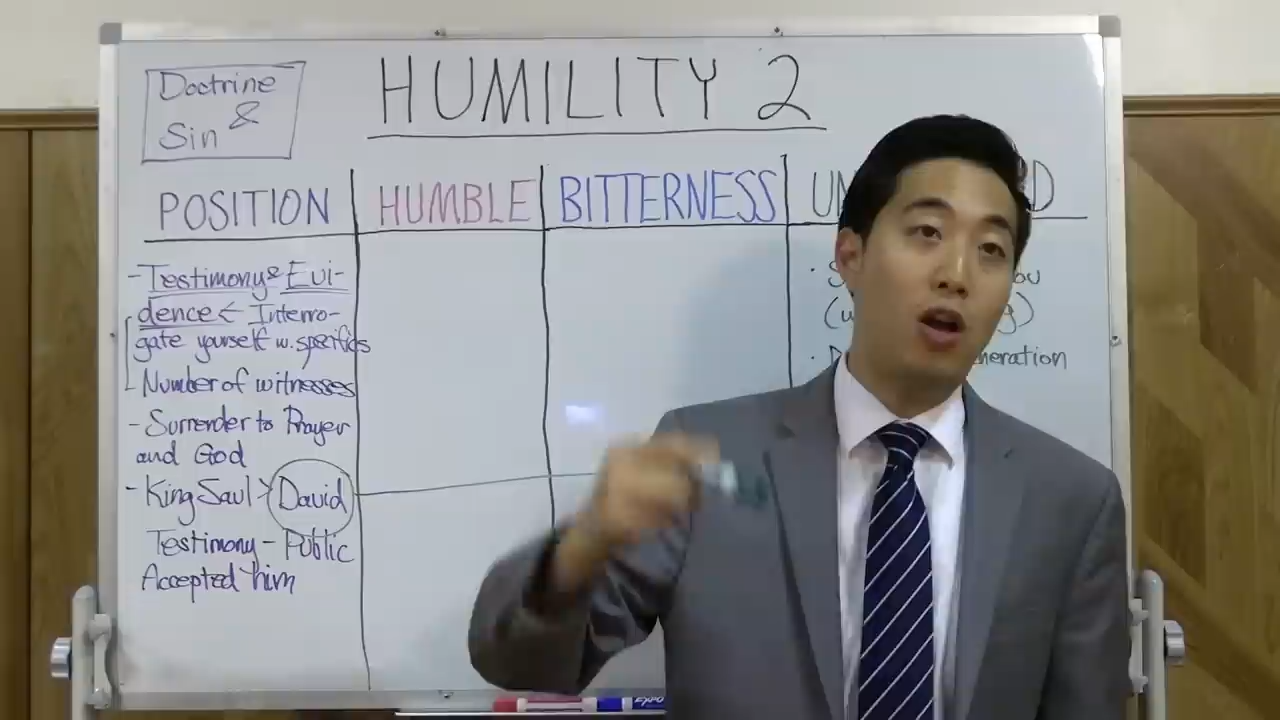 Doctrine
&
Sin
HUMILITY 2
POSITION
HUMBLE
BITTERNESS
- Testimony & Evi-
dence < Interro-
gate yourself w. specifics
Number of witnesses
- Surrender to Prayer
and God
- King Saul > David
Testimony - Public
Accepted him
EXPO